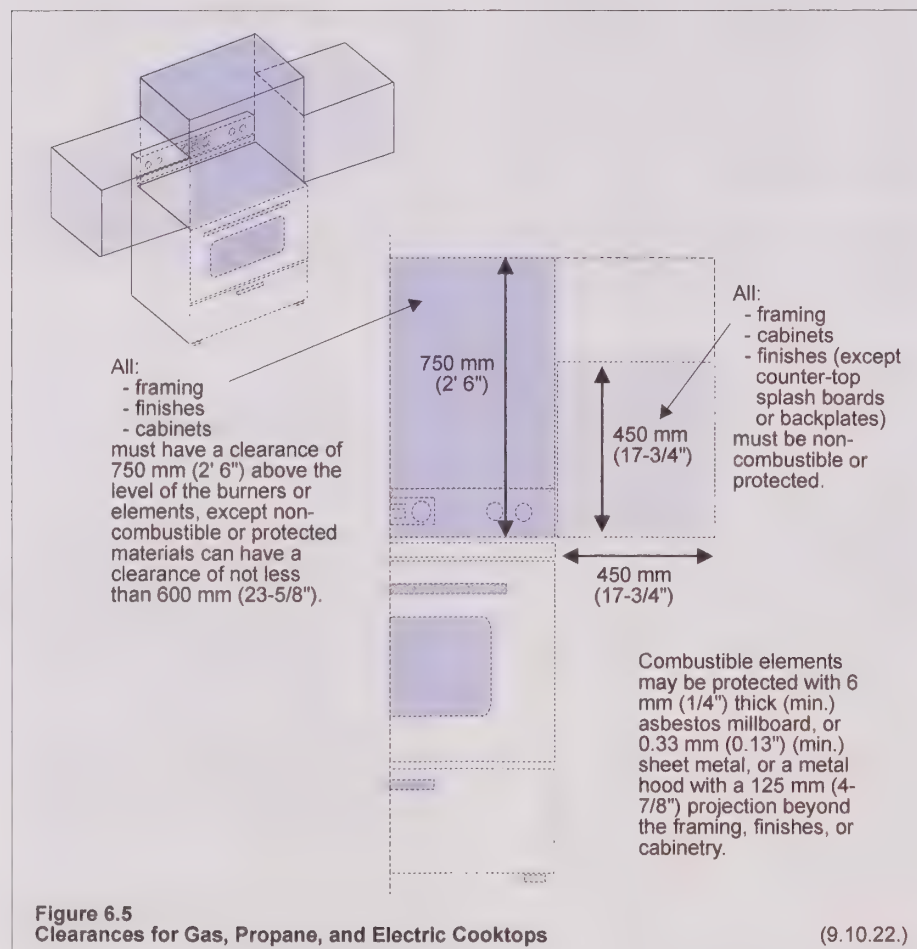 All:
- framing
- finishes
- cabinets
must have a clearance of
750 mm (2' 6") above the
level of the burners or
elements, except non-
combustible or protected
materials can have a
clearance of not less
than 600 mm (23-5/8").
750 mm
(2' 6")
All:
- framing
- cabinets
- finishes (except
counter-top
splash boards
or backplates)
must be non-
combustible or
protected.
450 mm
(17-3/4")
450 mm
(17-3/4")
Combustible elements
may be protected with 6
mm (1/4") thick (min.)
asbestos millboard, or
0.33 mm (0.13") (min.)
sheet metal, or a metal
hood with a 125 mm (4-
7/8") projection beyond
the framing, finishes, or
cabinetry.
Figure 6.5
Clearances for Gas, Propane, and Electric Cooktops (9.10.22.)